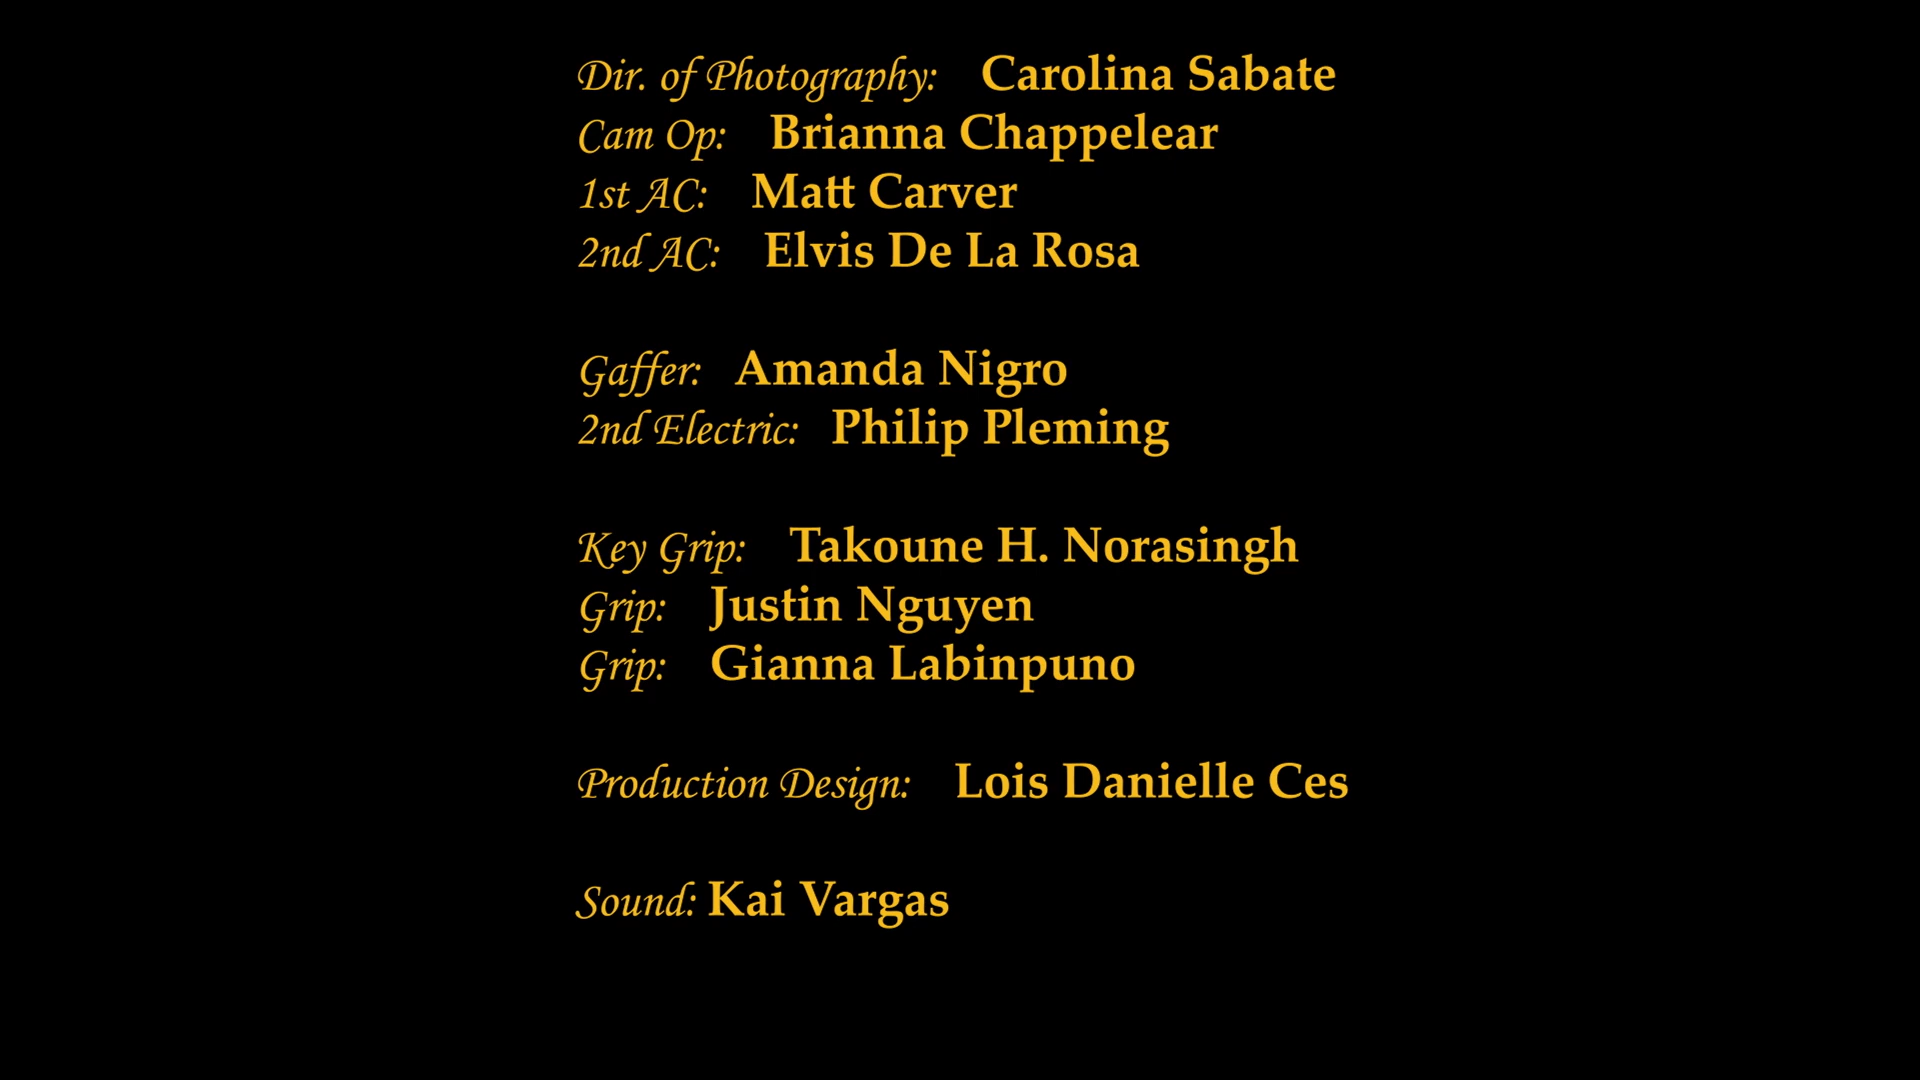 Dir. of Photography: Carolina Sabate
Cam Op: Brianna Chappelear
1st AC: Matt Carver
2nd AC: Elvis De La Rosa
Gaffer: Amanda Nigro
2nd Electric: Philip Pleming
Key Grip: Takoune H. Norasingh
Grip: Justin Nguyen
Grip: Gianna Labinpuno
Production Design: Lois Danielle Ces
Sound: Kai Vargas